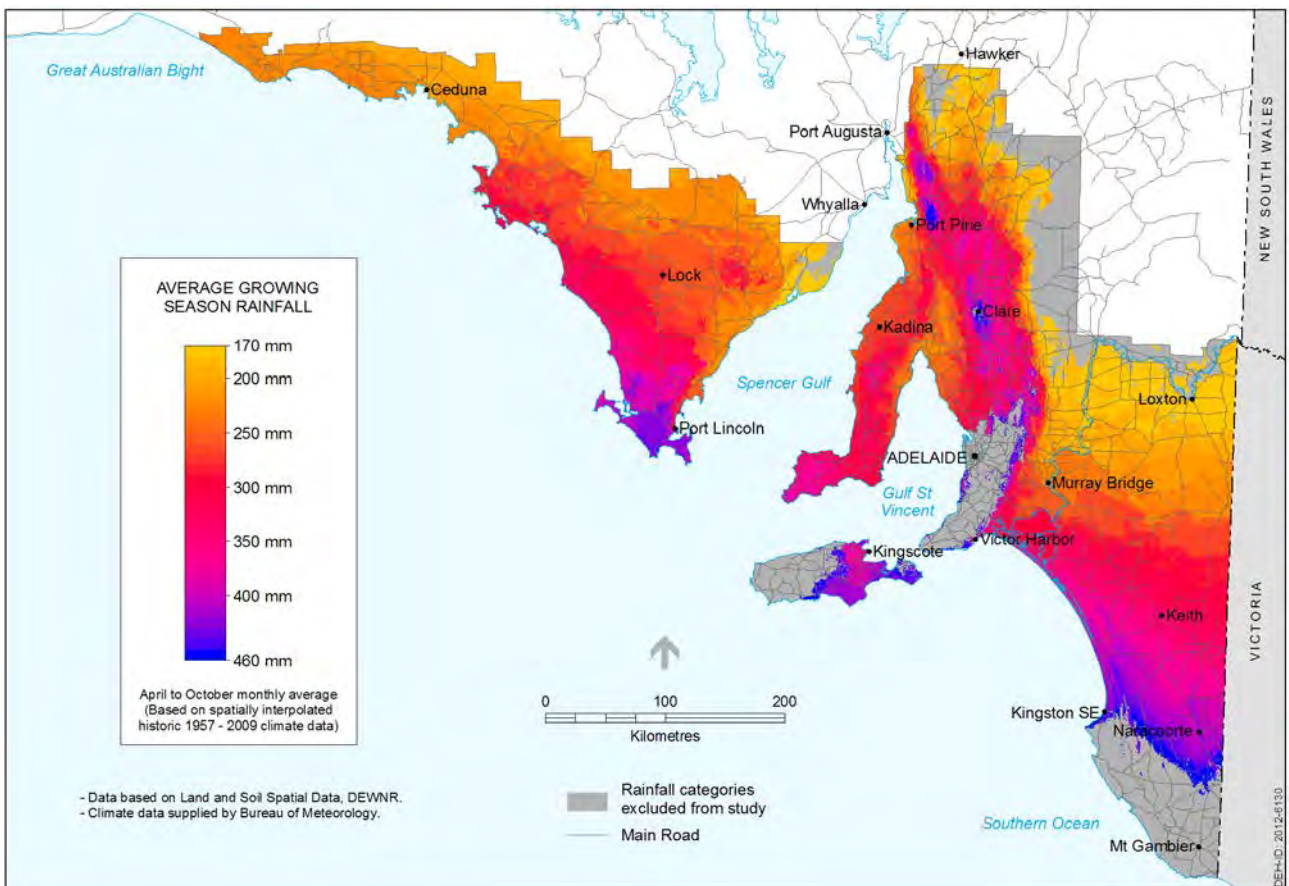 Great Australian Bight
Ceduna
Hawker
Port Augusta
Whyalla
Port Pirie
Lock
Clare
Kadina
Spencer Gulf
Loxton
Port Lincoln
ADELAIDE
Murray Bridge
Gulf St
Vincent
Victor Harbor
Kingscote
Keith
Kingston SE
Naracoorte
Southern Ocean
Mt Gambier
NEW SOUTH WALES
VICTORIA
AVERAGE GROWING
SEASON RAINFALL
170 mm
200 mm
250 mm
300 mm
350 mm
400 mm
460 mm
April to October monthly average
(Based on spatially interpolated
historic 1957 - 2009 climate data)
- Data based on Land and Soil Spatial Data, DEWNR.
- Climate data supplied by Bureau of Meteorology.
0 100 200
Kilometres
Rainfall categories
excluded from study
Main Road
DEH-ID: 2012-6130